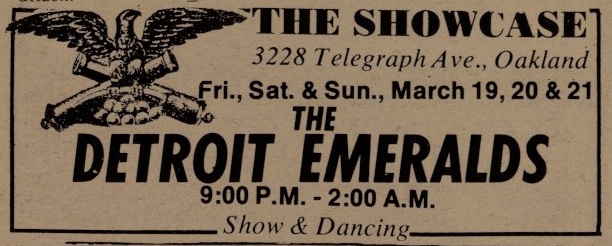 THE SHOWCASE
3228 Telegraph Ave., Oakland
Fri., Sat. & Sun., March 19, 20 & 21
THE
DETROIT EMERALDS
9:00 P.M. - 2:00 A.M.
Show & Dancing